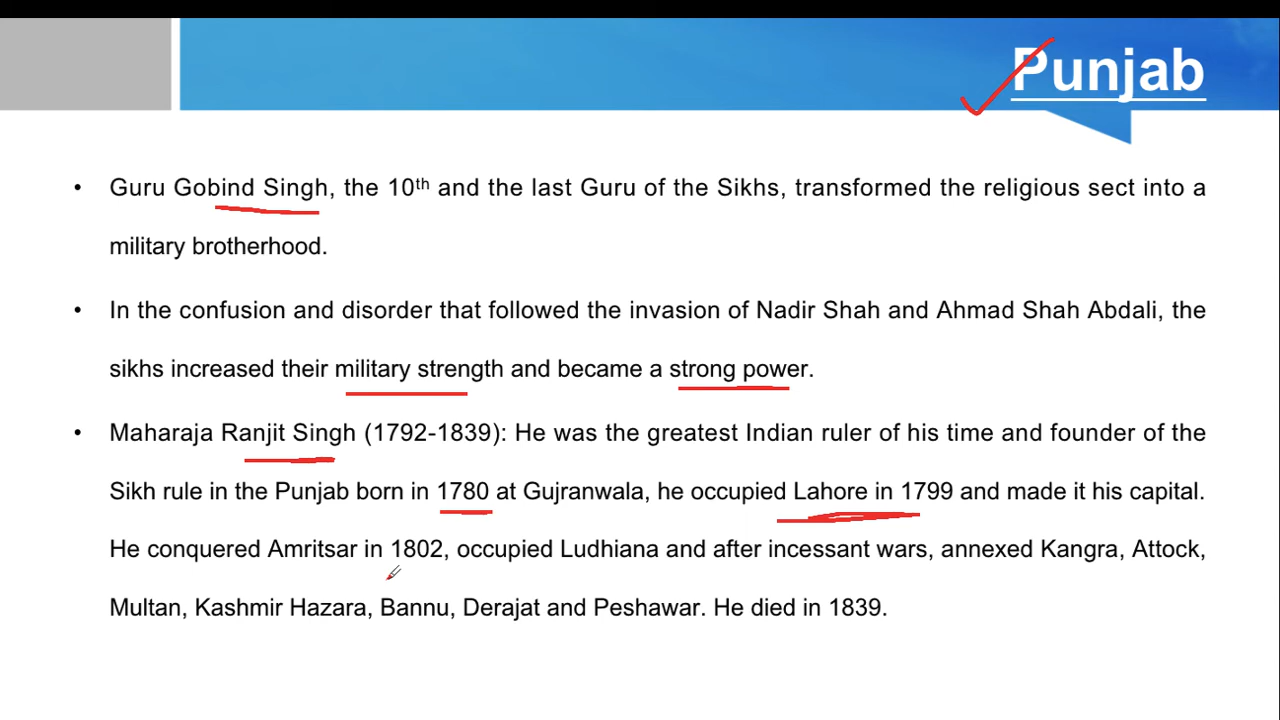 Punjab
• Guru Gobind Singh, the 10th and the last Guru of the Sikhs, transformed the religious sect into a
military brotherhood.
• In the confusion and disorder that followed the invasion of Nadir Shah and Ahmad Shah Abdali, the
sikhs increased their military strength and became a strong power.
• Maharaja Ranjit Singh (1792-1839): He was the greatest Indian ruler of his time and founder of the
Sikh rule in the Punjab born in 1780 at Gujranwala, he occupied Lahore in 1799 and made it his capital.
He conquered Amritsar in 1802, occupied Ludhiana and after incessant wars, annexed Kangra, Attock,
Multan, Kashmir Hazara, Bannu, Derajat and Peshawar. He died in 1839.